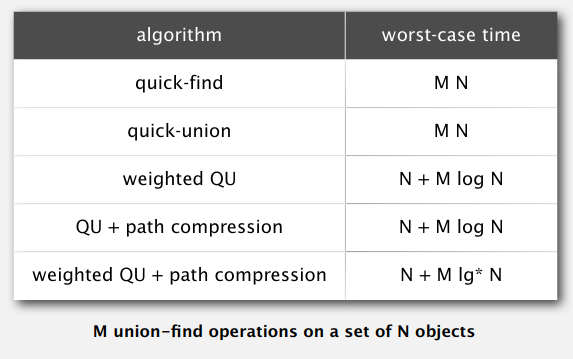 algorithm worst-case time
quick-find M N
quick-union M N
weighted QU N + M log N
QU + path compression N + M log N
weighted QU + path compression N + M lg* N
M union-find operations on a set of N objects